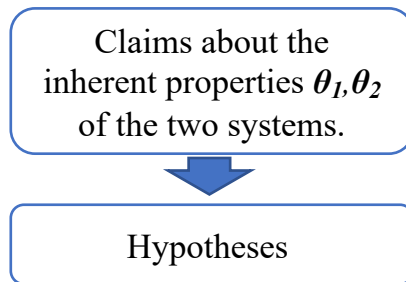 Claims about the
inherent properties θ1,θ2
of the two systems.
Hypotheses